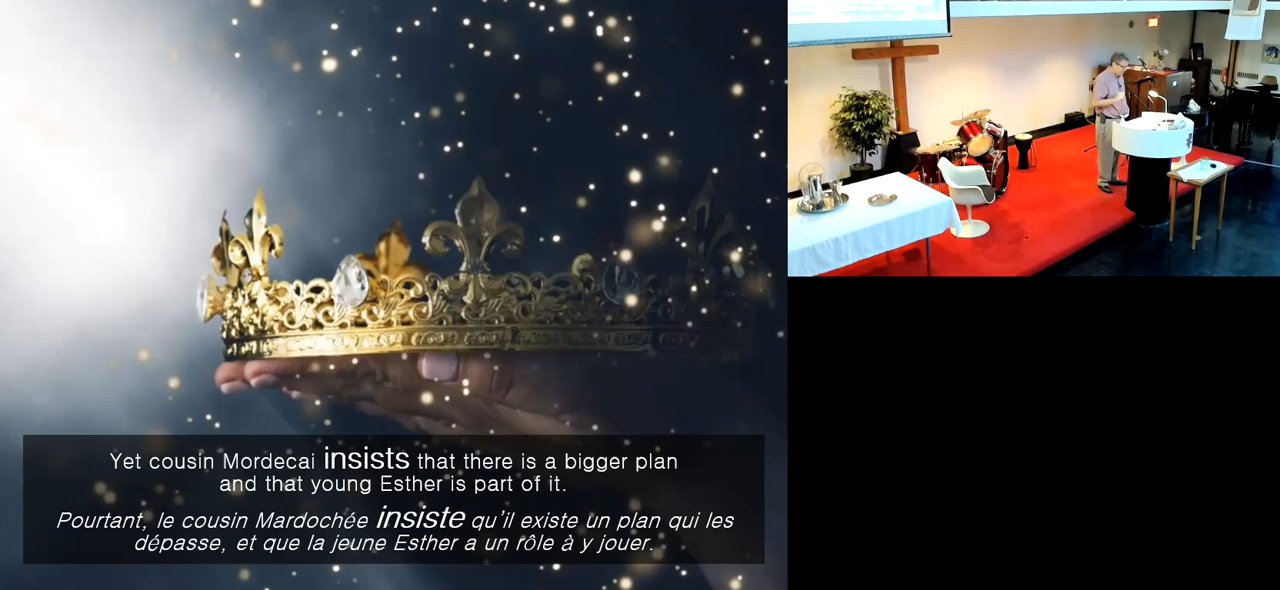 Yet cousin Mordecai insists that there is a bigger plan
and that young Esther is part of it.
Pourtant, le cousin Mardochée insiste qu'il existe un plan qui les
dépasse, et que la jeune Esther a un rôle à y jouer.